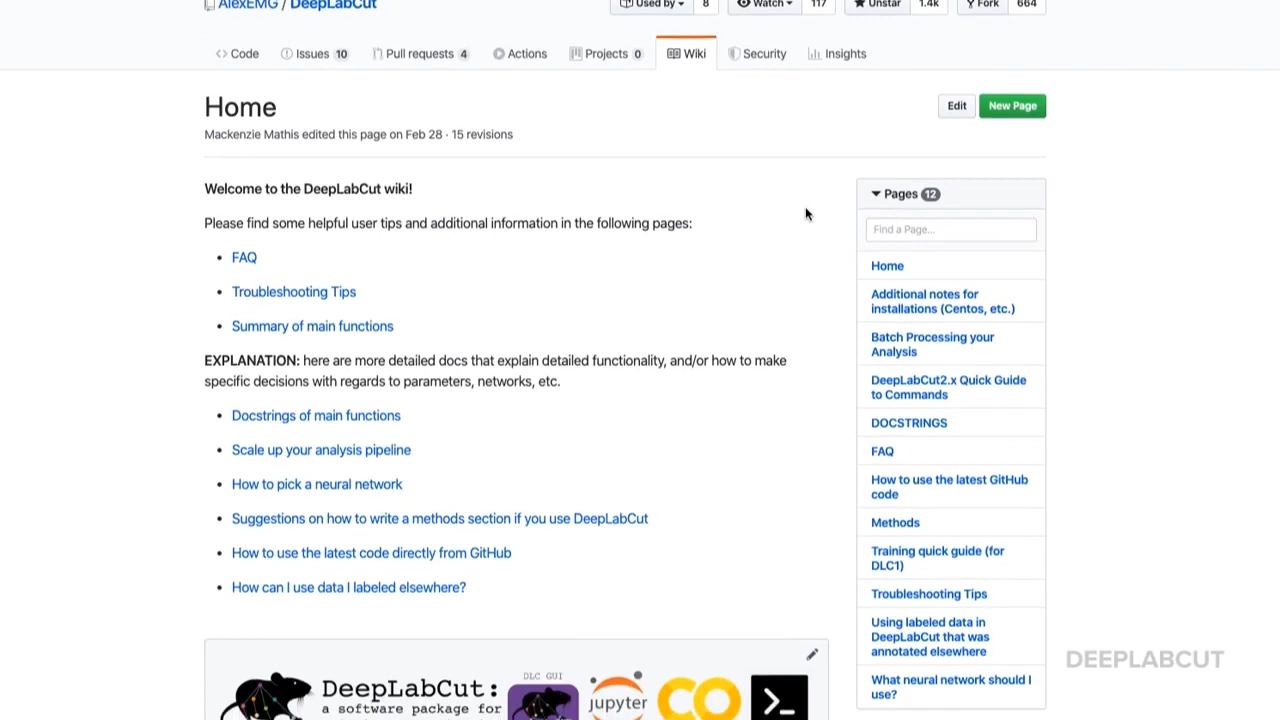 AlexEMG / DeepLabCut
Used by 8
Watch 117
Unstar 1.4k
Fork 664
Code
Issues 10
Pull requests 4
Actions
Projects 0
Wiki
Security
Insights
Home
Edit
New Page
Mackenzie Mathis edited this page on Feb 28 · 15 revisions
Welcome to the DeepLabCut wiki!
Please find some helpful user tips and additional information in the following pages:
• FAQ
• Troubleshooting Tips
• Summary of main functions
EXPLANATION: here are more detailed docs that explain detailed functionality, and/or how to make
specific decisions with regards to parameters, networks, etc.
• Docstrings of main functions
• Scale up your analysis pipeline
• How to pick a neural network
• Suggestions on how to write a methods section if you use DeepLabCut
• How to use the latest code directly from GitHub
• How can I use data I labeled elsewhere?
Pages 12
Find a Page...
Home
Additional notes for
installations (Centos, etc.)
Batch Processing your
Analysis
DeepLabCut2.x Quick Guide
to Commands
DOCSTRINGS
FAQ
How to use the latest GitHub
code
Methods
Training quick guide (for
DLC1)
Troubleshooting Tips
Using labeled data in
DeepLabCut that was
annotated elsewhere
What neural network should I
use?
DeepLabCut:
a software package for
DLC GUI
jupyter
>_
DEEPLABCUT